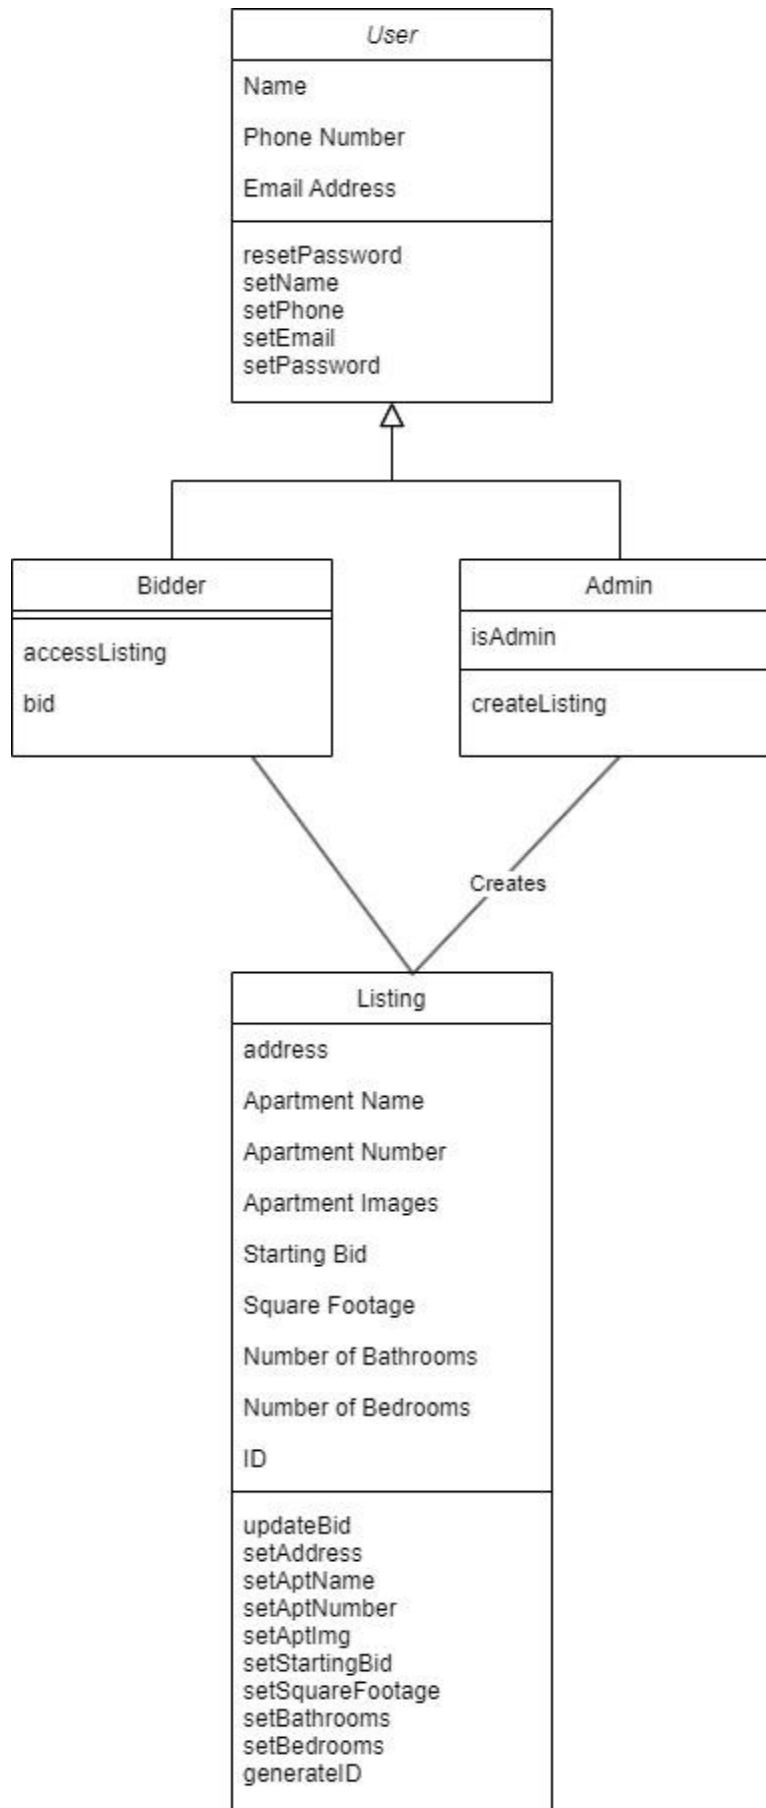 User
Name
Phone Number
Email Address
resetPassword
setName
setPhone
setEmail
setPassword
Bidder
accessListing
bid
Admin
isAdmin
createListing
Creates
Listing
address
Apartment Name
Apartment Number
Apartment Images
Starting Bid
Square Footage
Number of Bathrooms
Number of Bedrooms
ID
updateBid
setAddress
setAptName
setAptNumber
setAptImg
setStartingBid
setSquareFootage
setBathrooms
setBedrooms
generateID